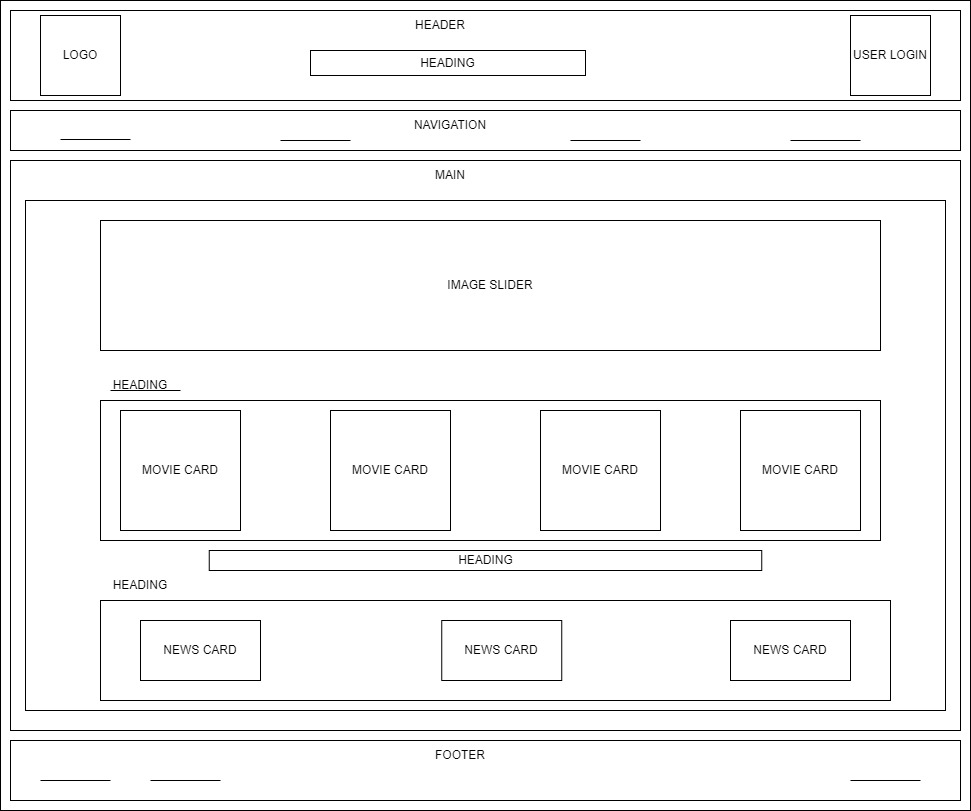 HEADER
LOGO
HEADING
USER LOGIN
NAVIGATION
MAIN
IMAGE SLIDER
HEADING
MOVIE CARD
MOVIE CARD
MOVIE CARD
MOVIE CARD
HEADING
HEADING
NEWS CARD
NEWS CARD
NEWS CARD
FOOTER